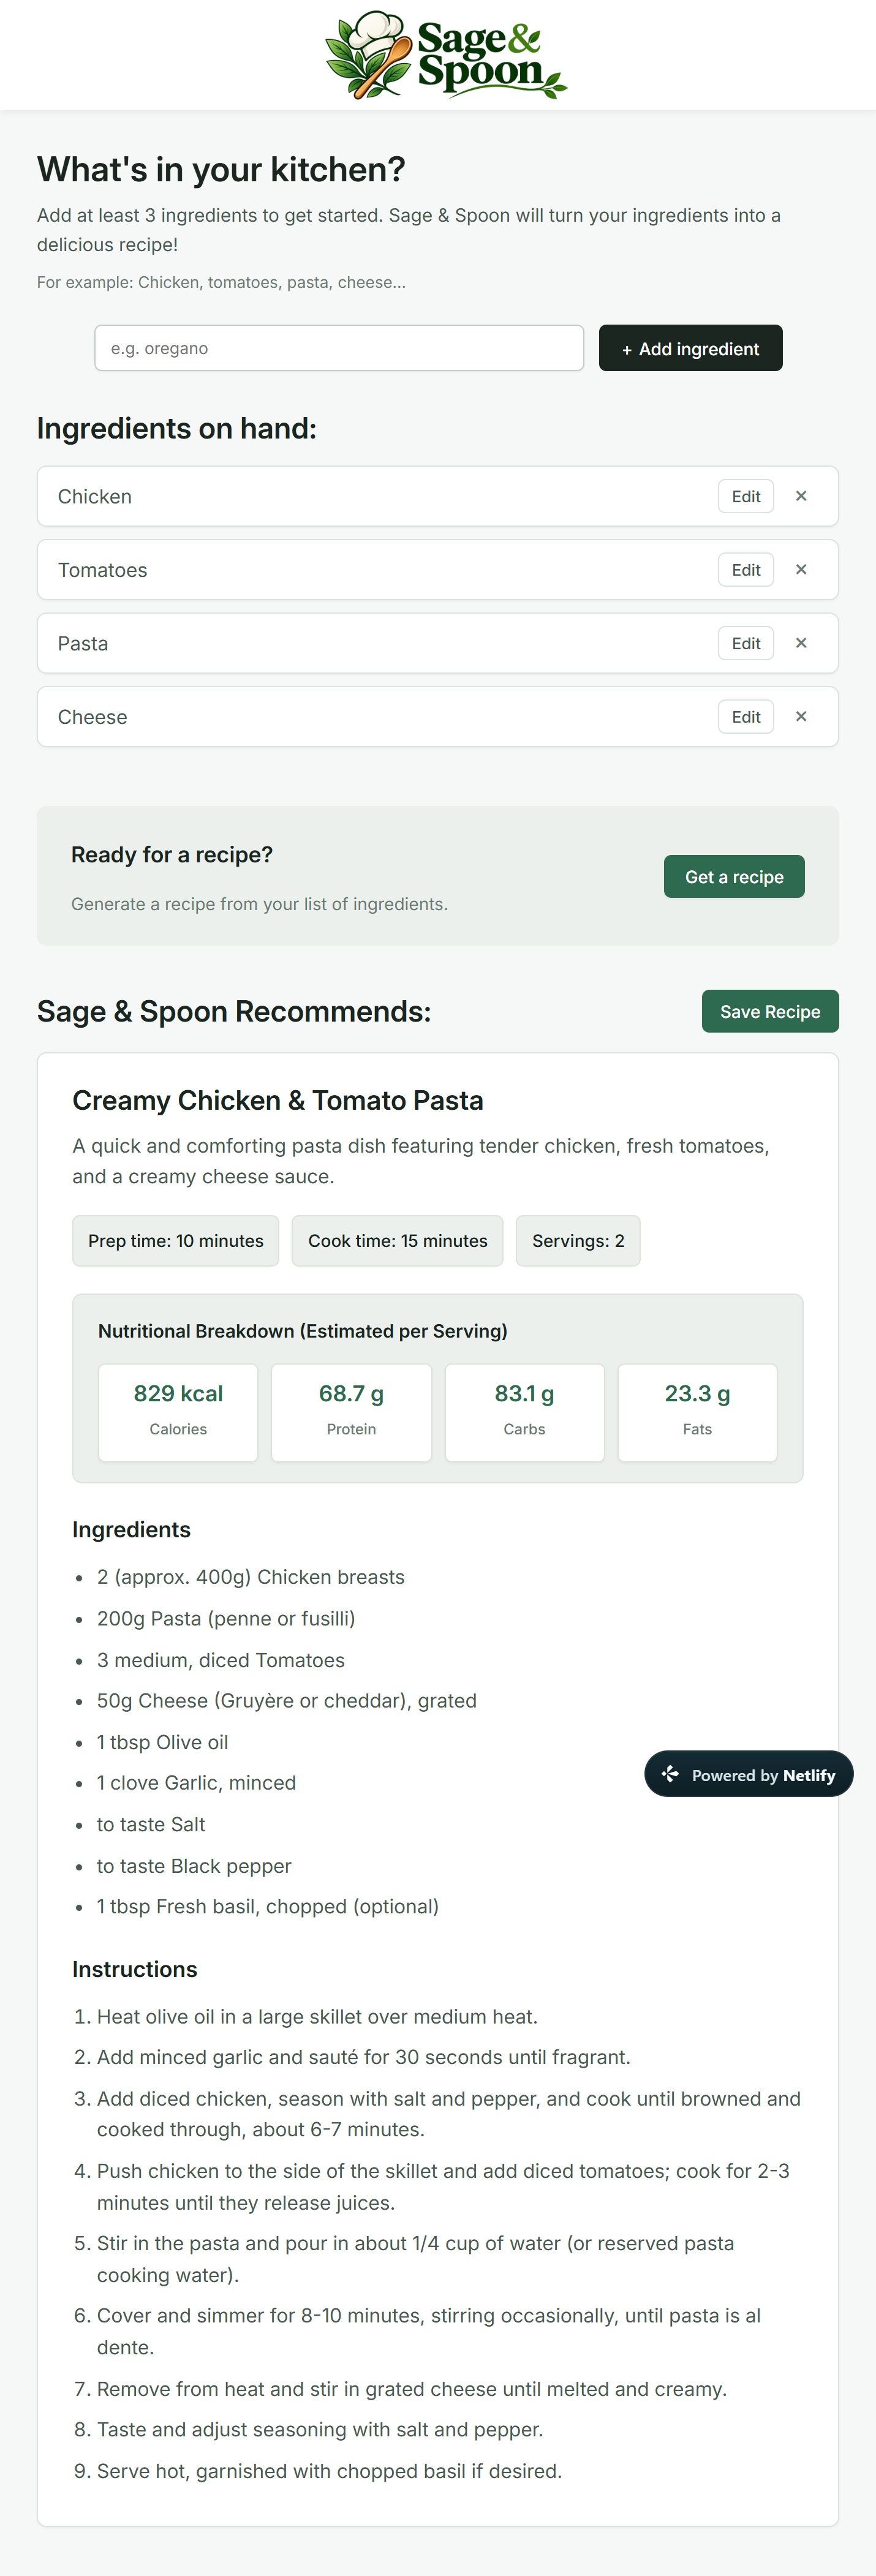 Sage&
Spoon
What's in your kitchen?
Add at least 3 ingredients to get started. Sage & Spoon will turn your ingredients into a
delicious recipe!
For example: Chicken, tomatoes, pasta, cheese...
e.g. oregano
+ Add ingredient
Ingredients on hand:
Chicken
Edit ×
Tomatoes
Edit ×
Pasta
Edit ×
Cheese
Edit ×
Ready for a recipe?
Generate a recipe from your list of ingredients.
Get a recipe
Sage & Spoon Recommends:
Save Recipe
Creamy Chicken & Tomato Pasta
A quick and comforting pasta dish featuring tender chicken, fresh tomatoes,
and a creamy cheese sauce.
Prep time: 10 minutes
Cook time: 15 minutes
Servings: 2
Nutritional Breakdown (Estimated per Serving)
829 kcal
Calories
68.7 g
Protein
83.1 g
Carbs
23.3 g
Fats
Ingredients
• 2 (approx. 400g) Chicken breasts
• 200g Pasta (penne or fusilli)
• 3 medium, diced Tomatoes
• 50g Cheese (Gruyère or cheddar), grated
• 1 tbsp Olive oil
• 1 clove Garlic, minced
Powered by Netlify
• to taste Salt
• to taste Black pepper
• 1 tbsp Fresh basil, chopped (optional)
Instructions
1. Heat olive oil in a large skillet over medium heat.
2. Add minced garlic and sauté for 30 seconds until fragrant.
3. Add diced chicken, season with salt and pepper, and cook until browned and
cooked through, about 6-7 minutes.
4. Push chicken to the side of the skillet and add diced tomatoes; cook for 2-3
minutes until they release juices.
5. Stir in the pasta and pour in about 1/4 cup of water (or reserved pasta
cooking water).
6. Cover and simmer for 8-10 minutes, stirring occasionally, until pasta is al
dente.
7. Remove from heat and stir in grated cheese until melted and creamy.
8. Taste and adjust seasoning with salt and pepper.
9. Serve hot, garnished with chopped basil if desired.